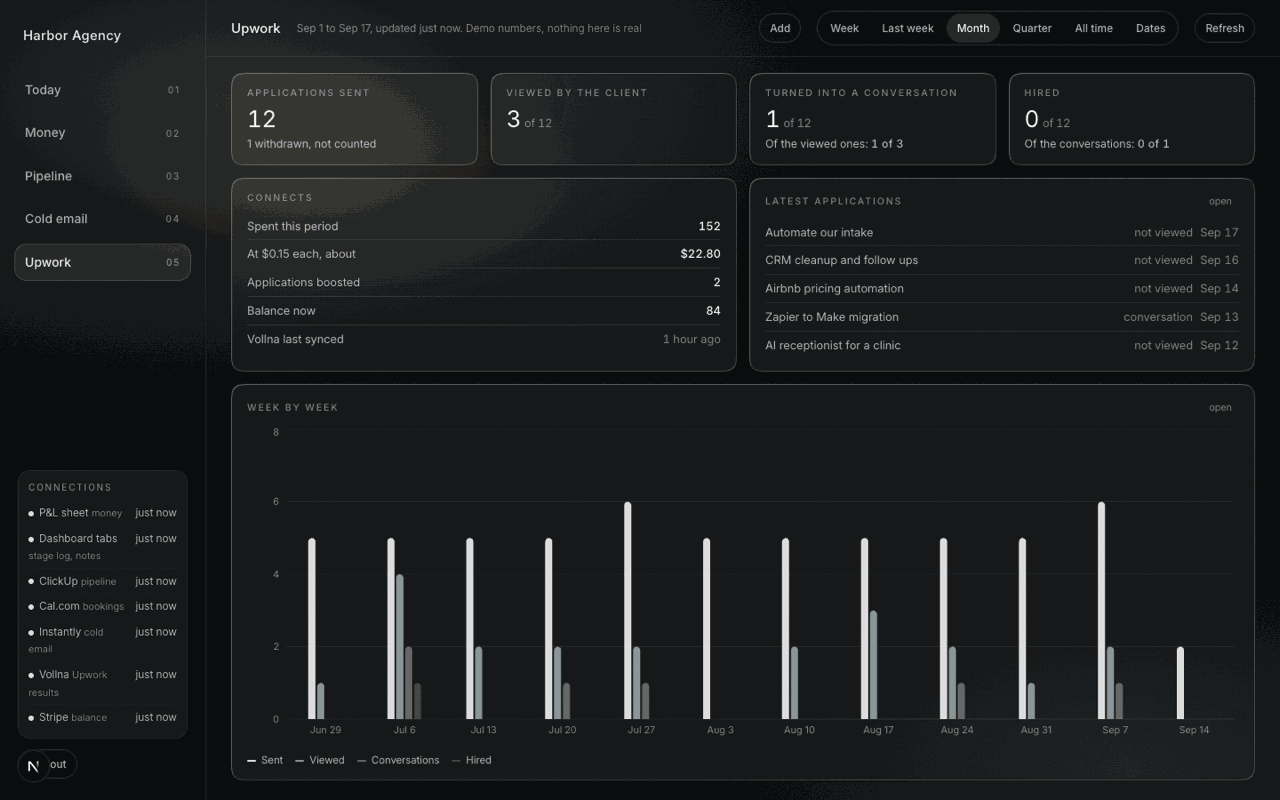 Harbor Agency
Today 01
Money 02
Pipeline 03
Cold email 04
Upwork 05
CONNECTIONS
P&L sheet money just now
Dashboard tabs just now
stage log, notes
ClickUp pipeline just now
Cal.com bookings just now
Instantly cold just now
email
Vollna Upwork just now
results
Stripe balance just now
N out
Upwork Sep 1 to Sep 17, updated just now. Demo numbers, nothing here is real
Add Week Last week Month Quarter All time Dates Refresh
APPLICATIONS SENT
12
1 withdrawn, not counted
VIEWED BY THE CLIENT
3 of 12
TURNED INTO A CONVERSATION
1 of 12
Of the viewed ones: 1 of 3
HIRED
0 of 12
Of the conversations: 0 of 1
CONNECTS
Spent this period 152
At $0.15 each, about $22.80
Applications boosted 2
Balance now 84
Vollna last synced 1 hour ago
LATEST APPLICATIONS open
Automate our intake not viewed Sep 17
CRM cleanup and follow ups not viewed Sep 16
Airbnb pricing automation not viewed Sep 14
Zapier to Make migration conversation Sep 13
AI receptionist for a clinic not viewed Sep 12
WEEK BY WEEK open
8
6
4
2
0
Jun 29 Jul 6 Jul 13 Jul 20 Jul 27 Aug 3 Aug 10 Aug 17 Aug 24 Aug 31 Sep 7 Sep 14
Sent Viewed Conversations Hired